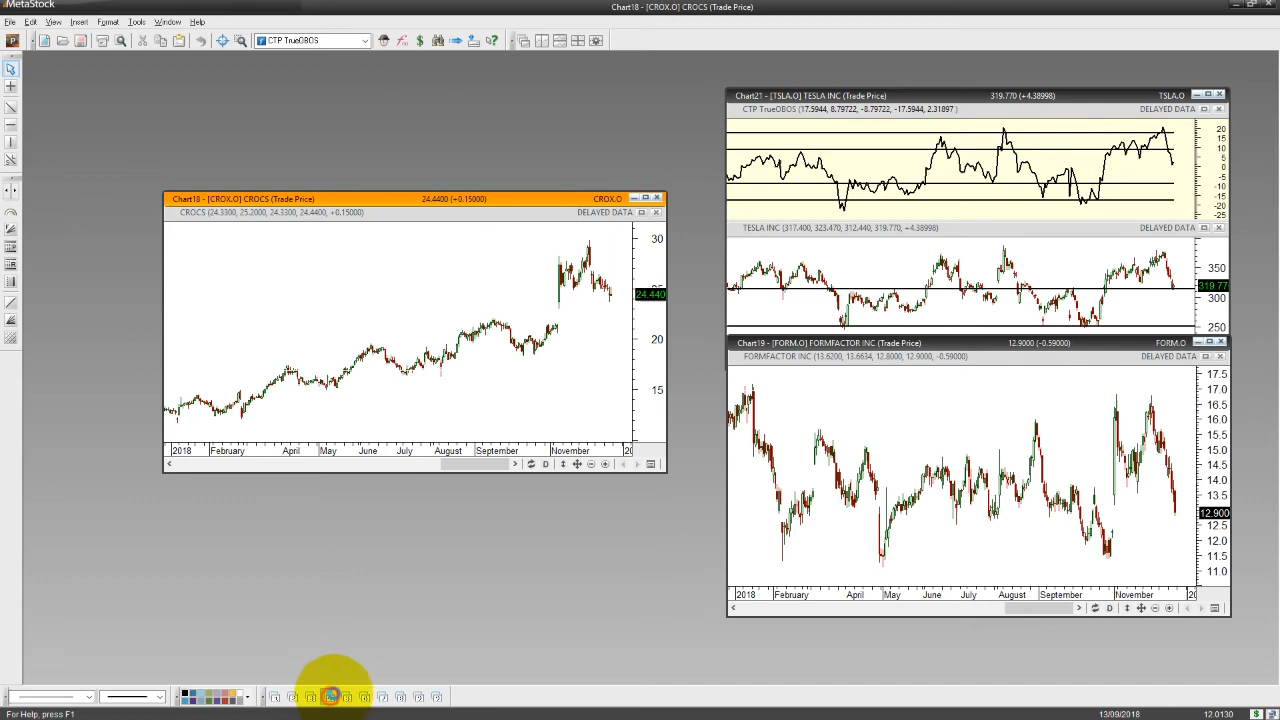 MetaStock
Chart18 - [CROX.O] CROCS (Trade Price)
File Edit View Insert Format Tools Window Help
CTP TrueOBOS
Chart21 - [TSLA.O] TESLA INC (Trade Price) 319.770 (+4.38998) TSLA.O
CTP TrueOBOS (17.5944, 8.79722, -8.79722, -17.5944, 2.31897 ) DELAYED DATA
20
15
10
5
0
-5
-10
-15
-20
-25
TESLA INC (317.400, 323.470, 312.440, 319.770, +4.38998) DELAYED DATA
350
319.77
300
250
Chart18 - [CROX.O] CROCS (Trade Price) 24.4400 (+0.15000) CROX.O
CROCS (24.3300, 25.2000, 24.3300, 24.4400, +0.15000) DELAYED DATA
30
25
24.440
20
15
2018 February April May June July August September November 20
D
Chart19 - [FORM.O] FORMFACTOR INC (Trade Price) 12.9000 (-0.59000) FORM.O
FORMFACTOR INC (13.6200, 13.6634, 12.8000, 12.9000, -0.59000) DELAYED DATA
17.5
17.0
16.5
16.0
15.5
15.0
14.5
14.0
13.5
12.900
12.5
12.0
11.5
11.0
2018 February April May June July August September November 20
D
For Help, press F1 13/09/2018 12.0130